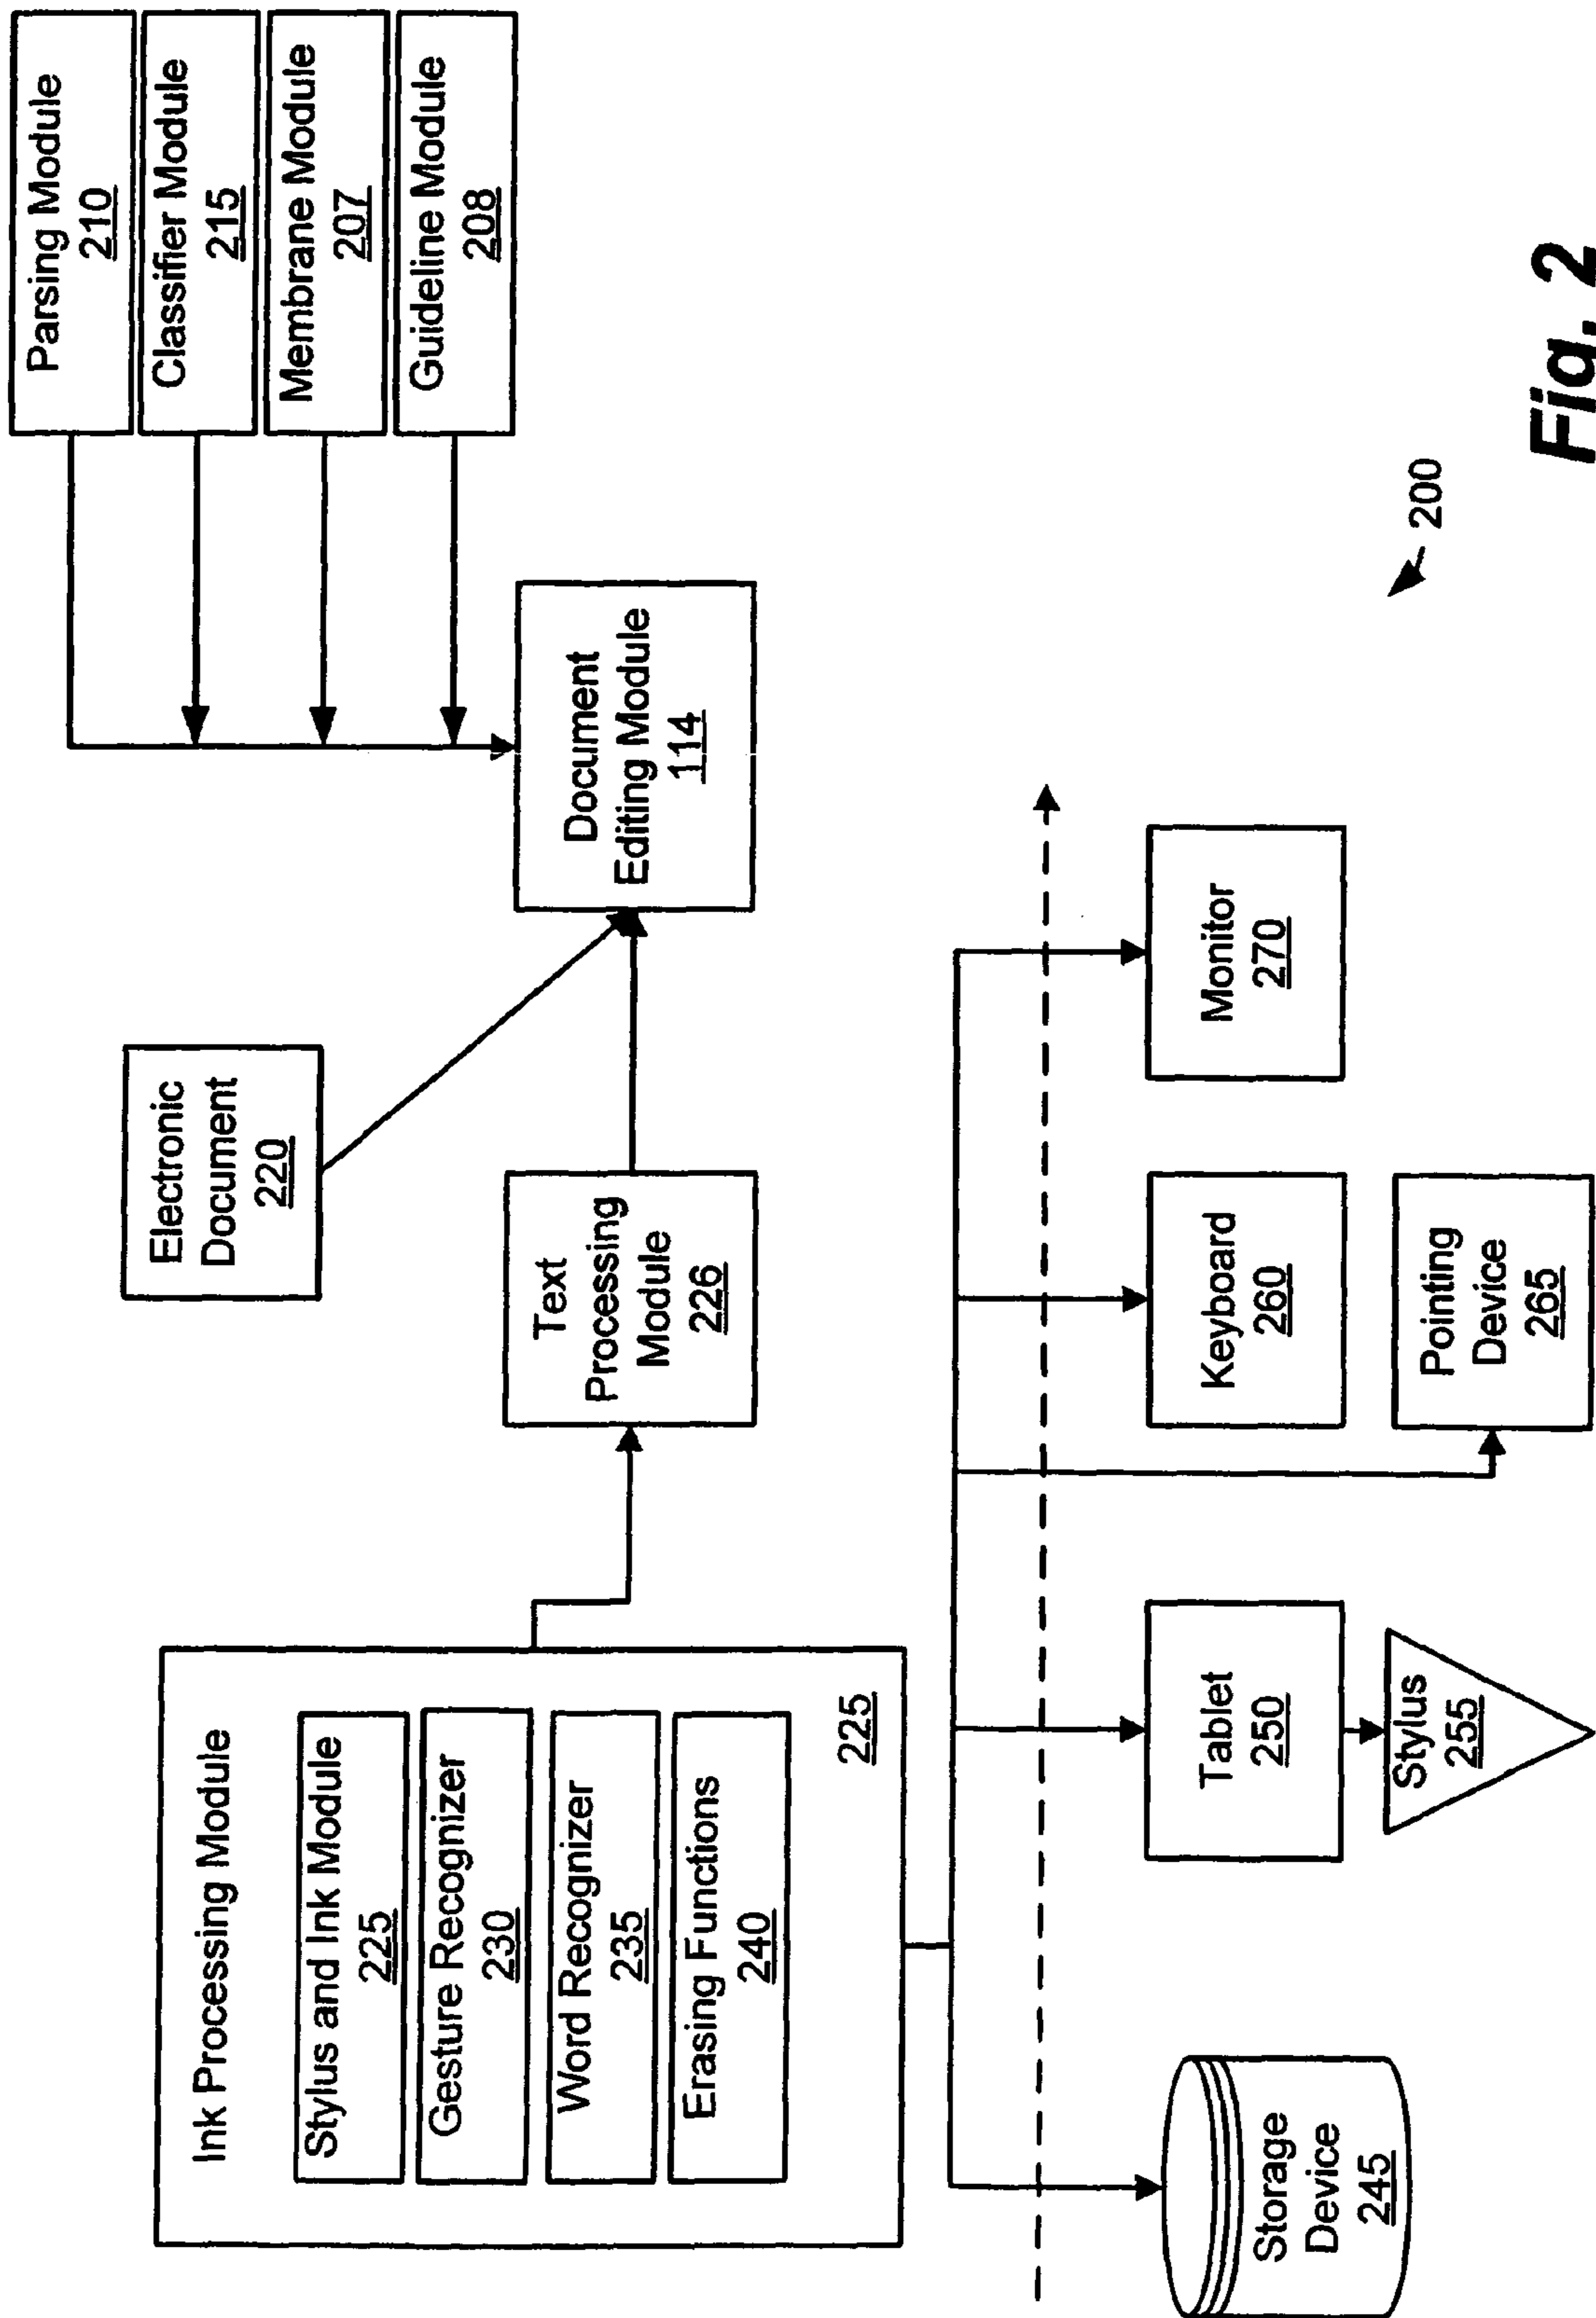 Ink Processing Module
Stylus and Ink Module
225
Gesture Recognizer
230
Word Recognizer
235
Erasing Functions
240
225
Electronic
Document
220
Text
Processing
Module
226
Document
Editing Module
114
Parsing Module
210
Classifier Module
215
Membrane Module
207
Guideline Module
208
Storage
Device
245
Tablet
250
Stylus
255
Keyboard
260
Pointing
Device
265
Monitor
270
200
Fig. 2